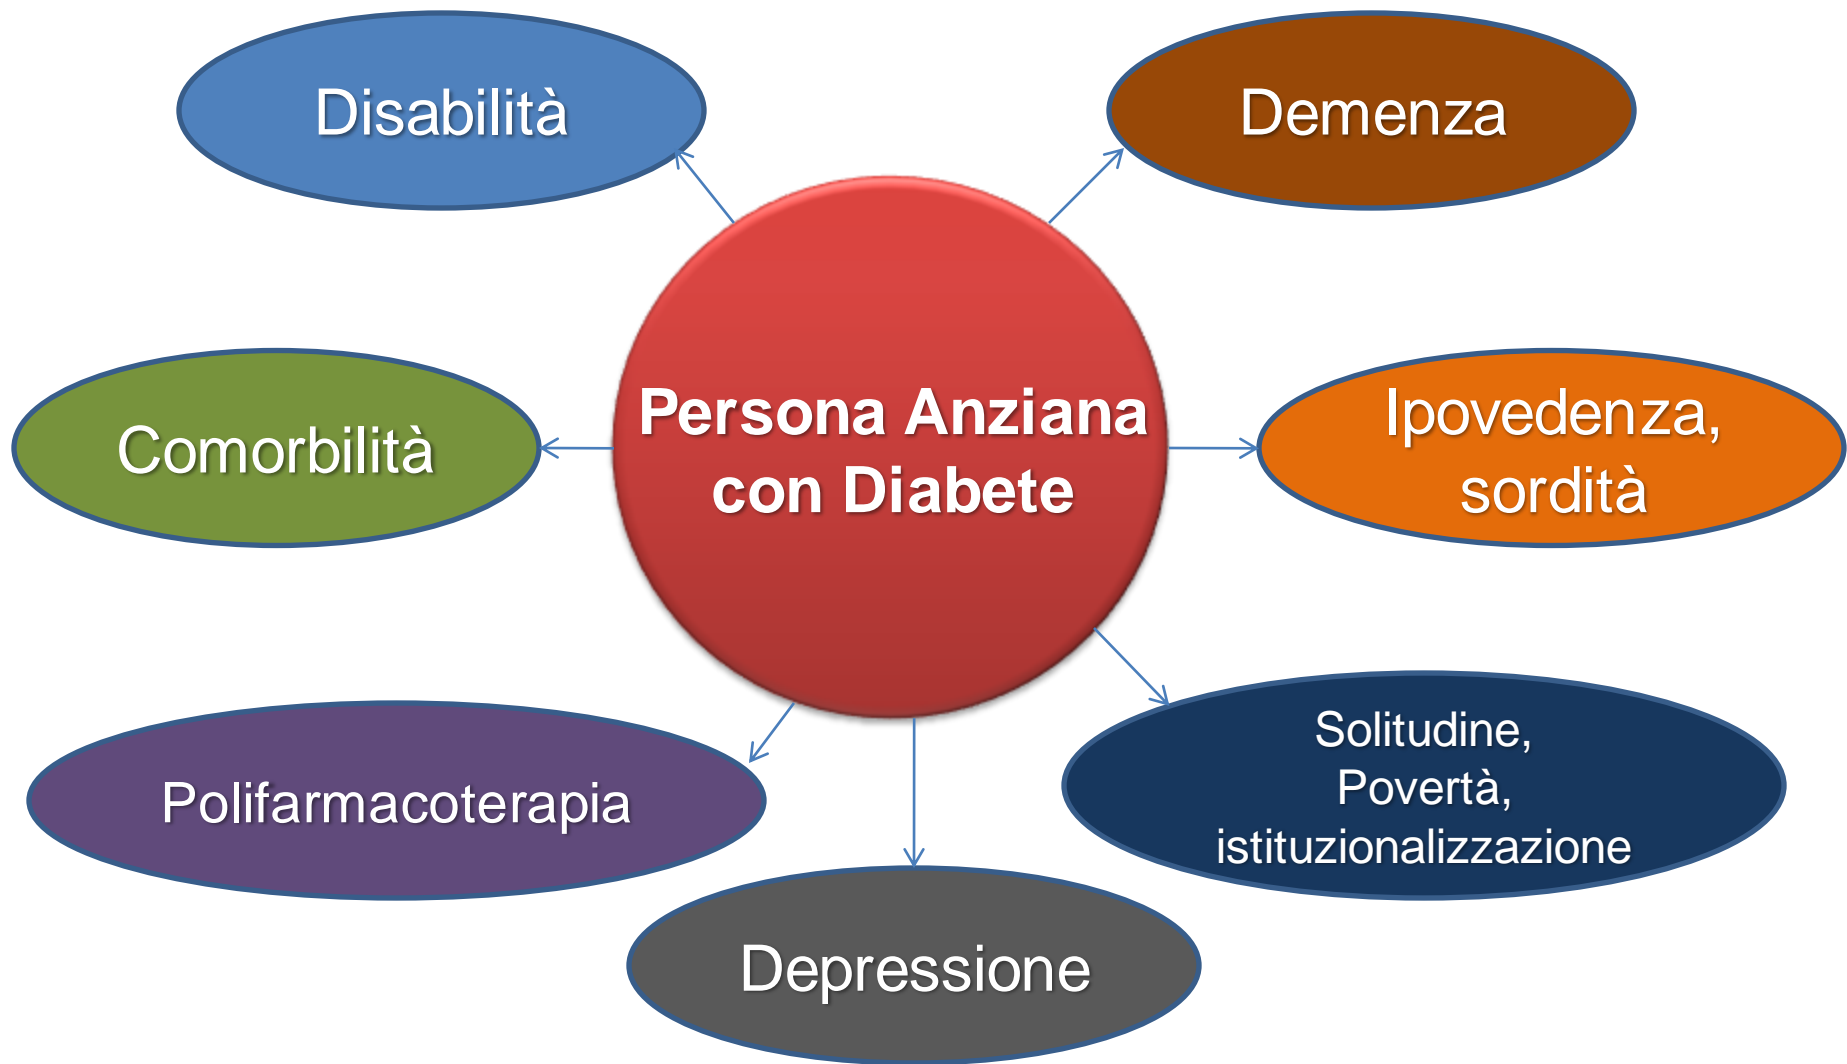 Disabilità
Demenza
Persona Anziana
con Diabete
Comorbilità
Ipovedenza,
sordità
Polifarmacoterapia
Solitudine,
Povertà,
istituzionalizzazione
Depressione